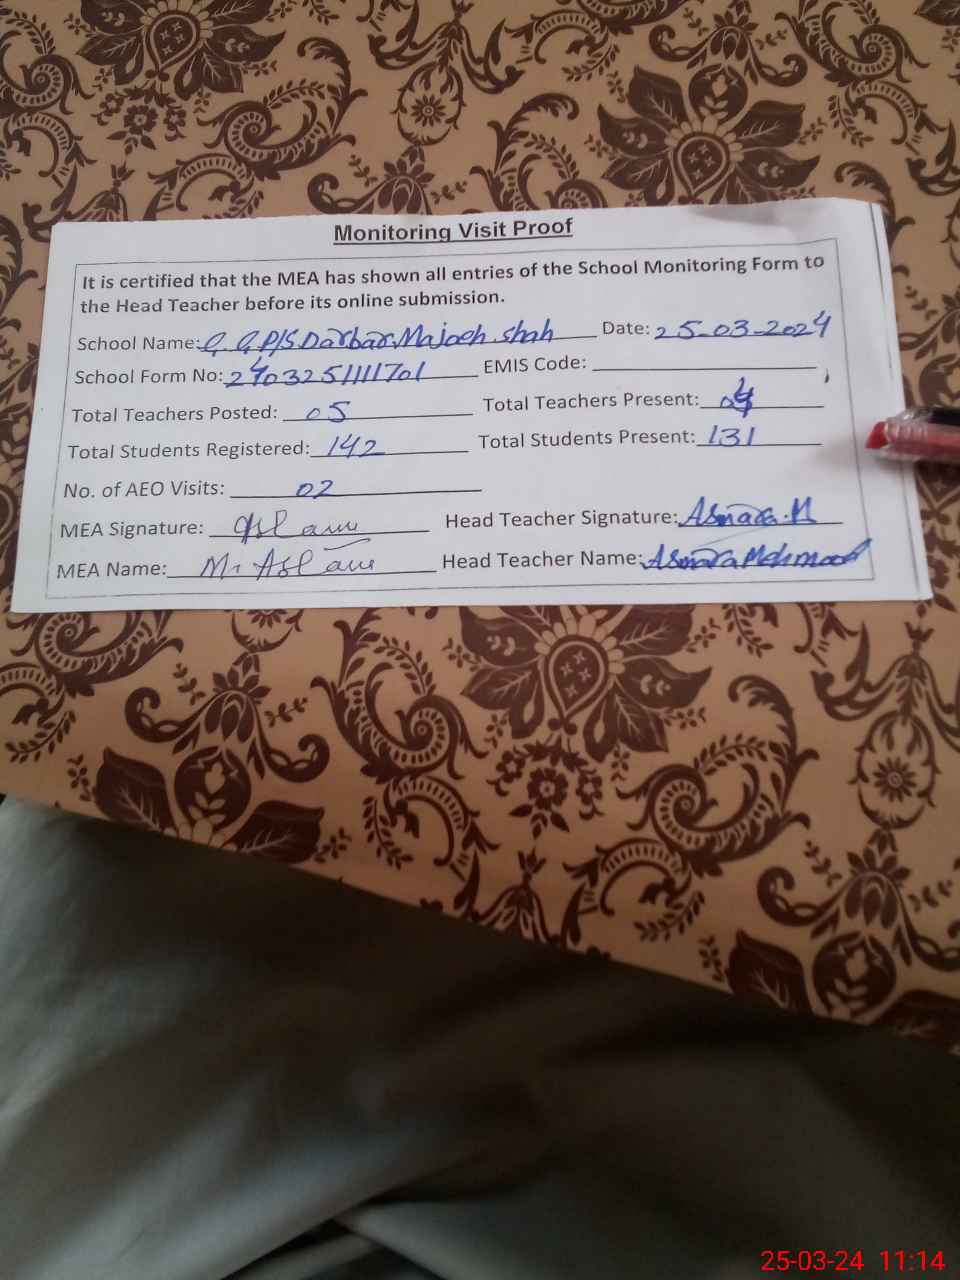 Monitoring Visit Proof
It is certified that the MEA has shown all entries of the School Monitoring Form to
the Head Teacher before its online submission.
School Name: G.G.P/S Darbar Majoeh shah Date: 25-03-2024
School Form No: 2403251111701 EMIS Code:
Total Teachers Posted: 05 Total Teachers Present: 04
Total Students Registered: 142 Total Students Present: 131
No. of AEO Visits: 02
MEA Signature: Aslam Head Teacher Signature: Asmara.M
MEA Name: M. Aslam Head Teacher Name: Asmara Mehmood
25-03-24 11:14